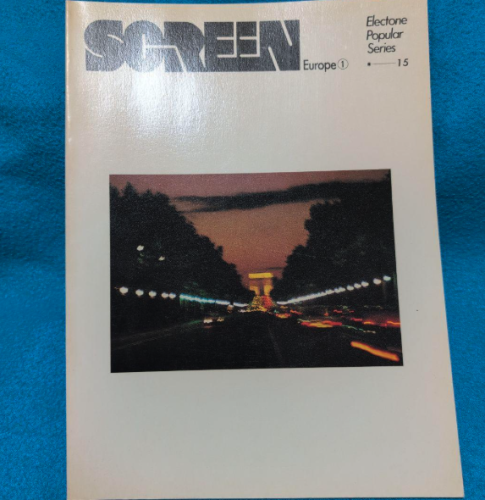 SCREEN
Europe①
Electone
Popular
Series
•———15